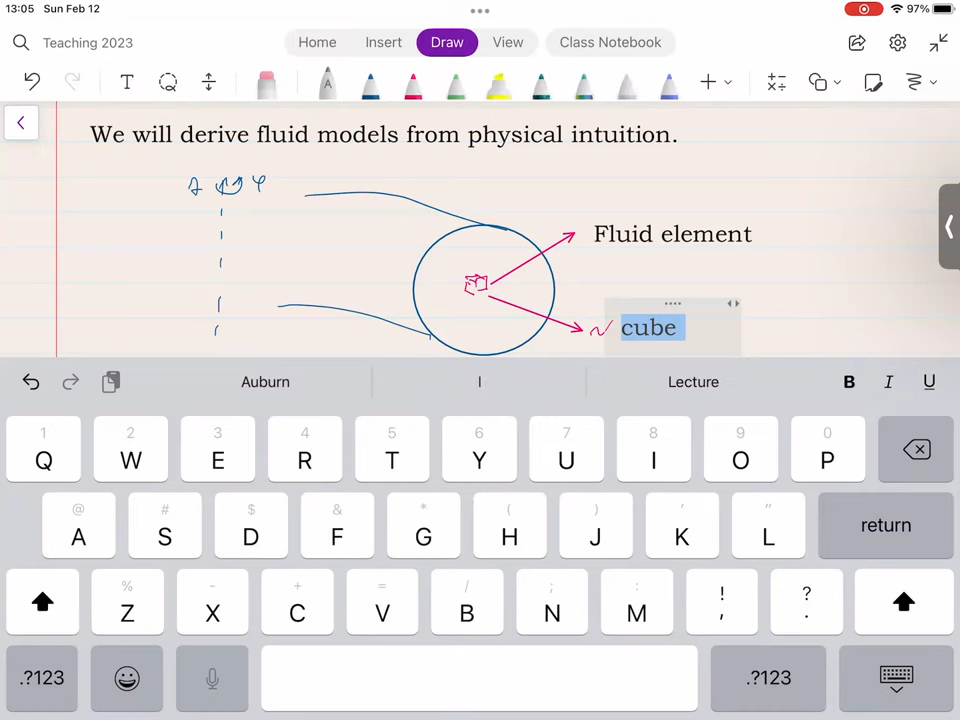 13:05 Sun Feb 12 97%
Teaching 2023
Home Insert Draw View Class Notebook
T A
We will derive fluid models from physical intuition.
φ
Fluid element
~ cube
Auburn I Lecture B I U
1 2 3 4 5 6 7 8 9 0
Q W E R T Y U I O P
@ # $ & * ( ) ' "
A S D F G H J K L return
% - + = / ; : ! ?
Z X C V B N M , .
.?123 .?123